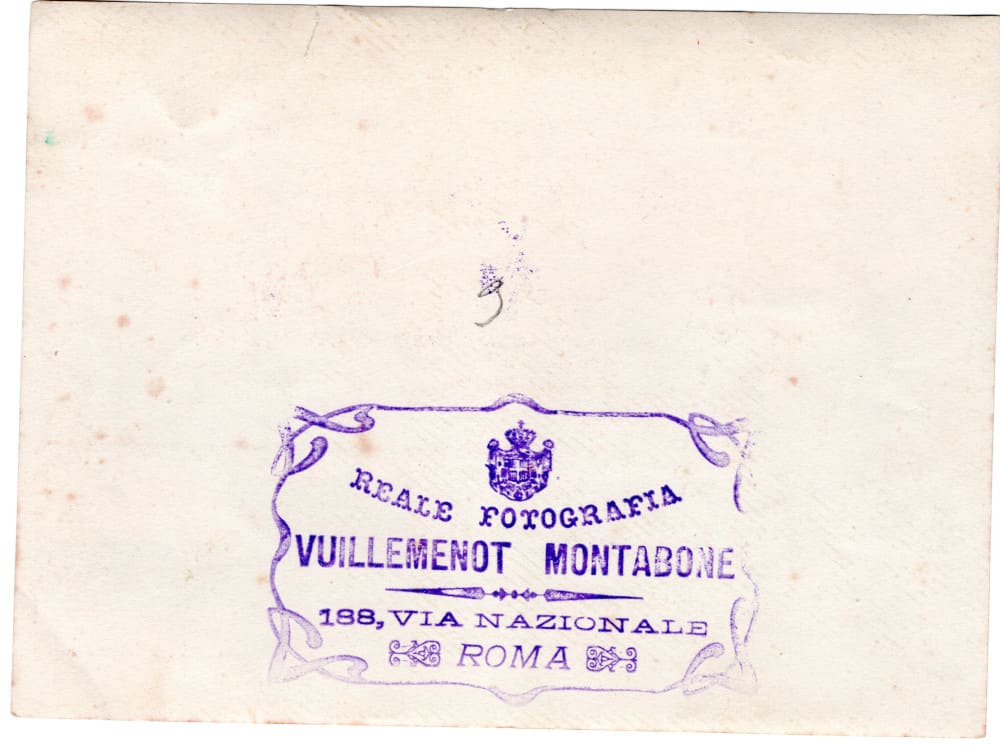 REALE FOTOGRAFIA
VUILLEMENOT MONTABONE
188, VIA NAZIONALE
ROMA